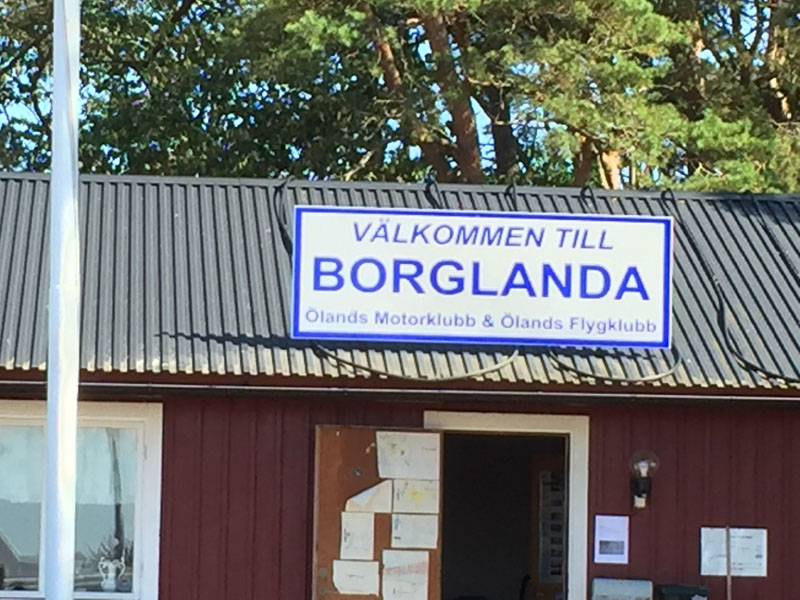 VÄLKOMMEN TILL
BORGLANDA
Ölands Motorklubb & Ölands Flygklubb